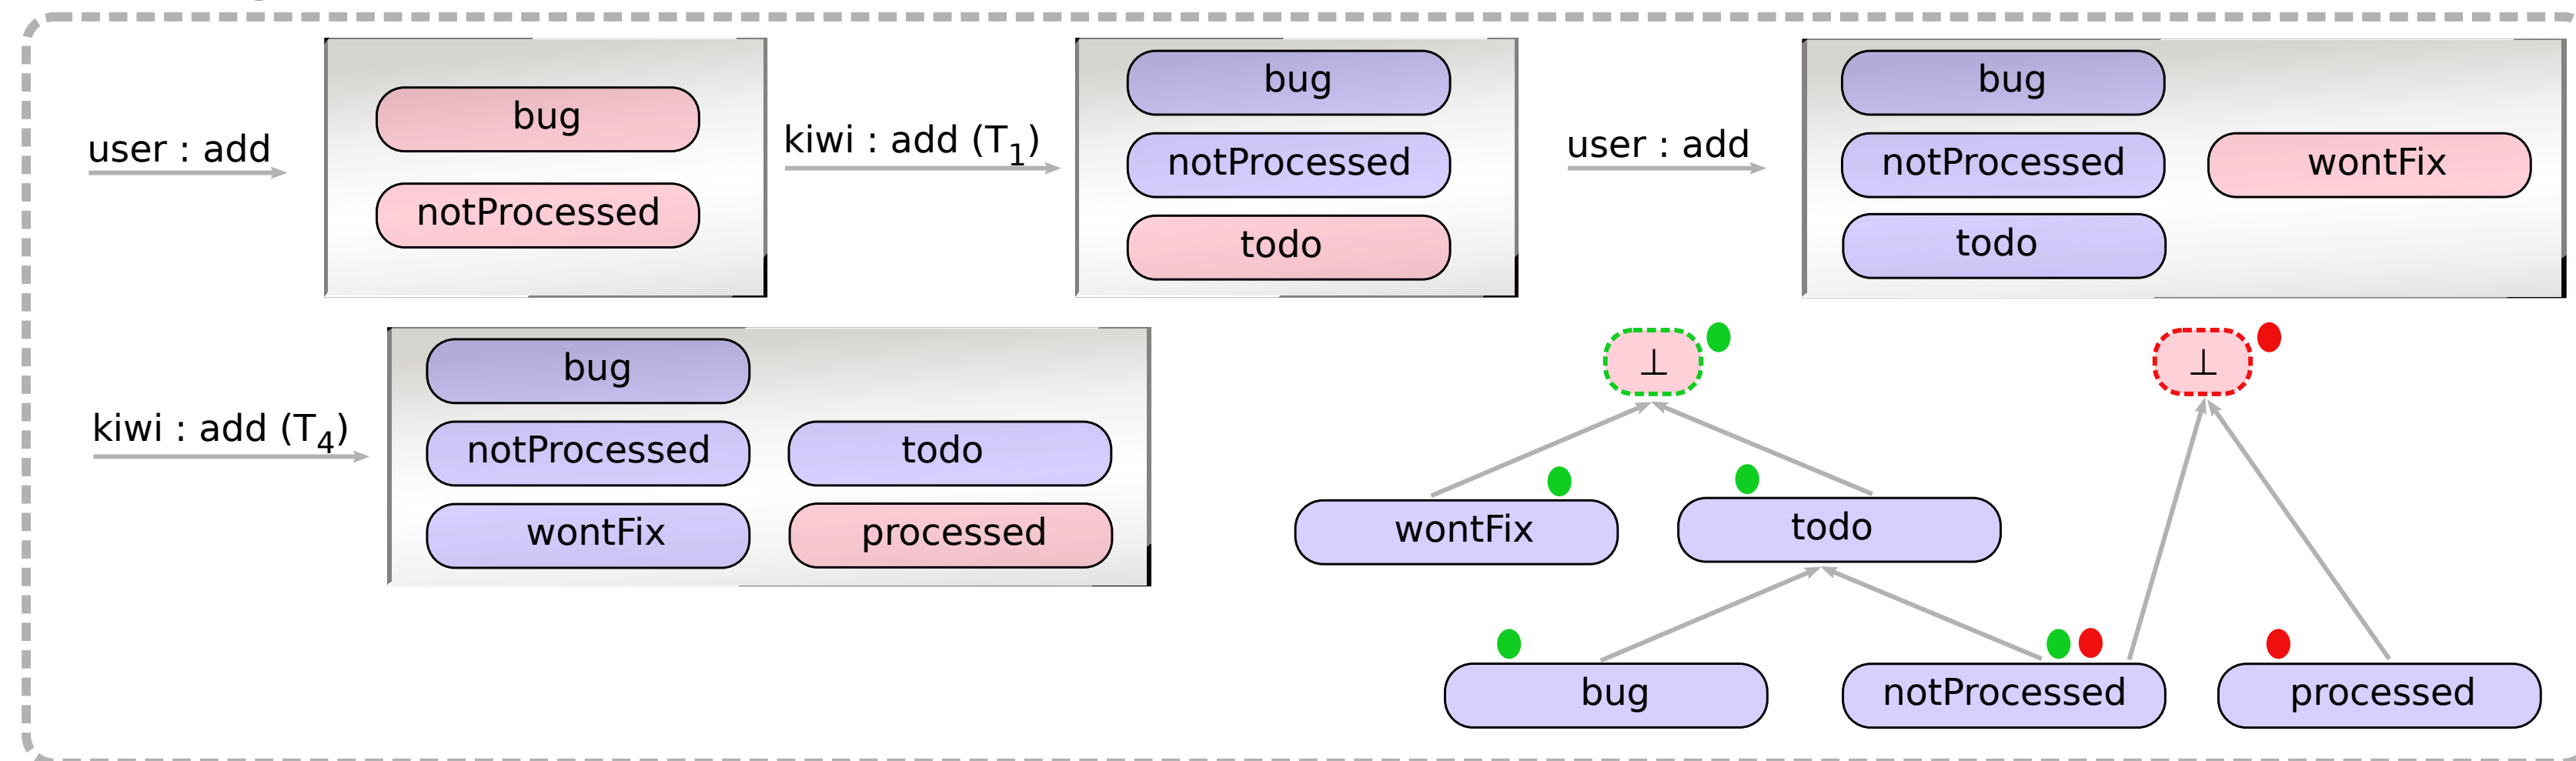 user : add
bug
notProcessed
kiwi : add (T1)
bug
notProcessed
todo
user : add
bug
notProcessed
todo
wontFix
kiwi : add (T4)
bug
notProcessed
wontFix
todo
processed
⊥
⊥
wontFix
todo
bug
notProcessed
processed